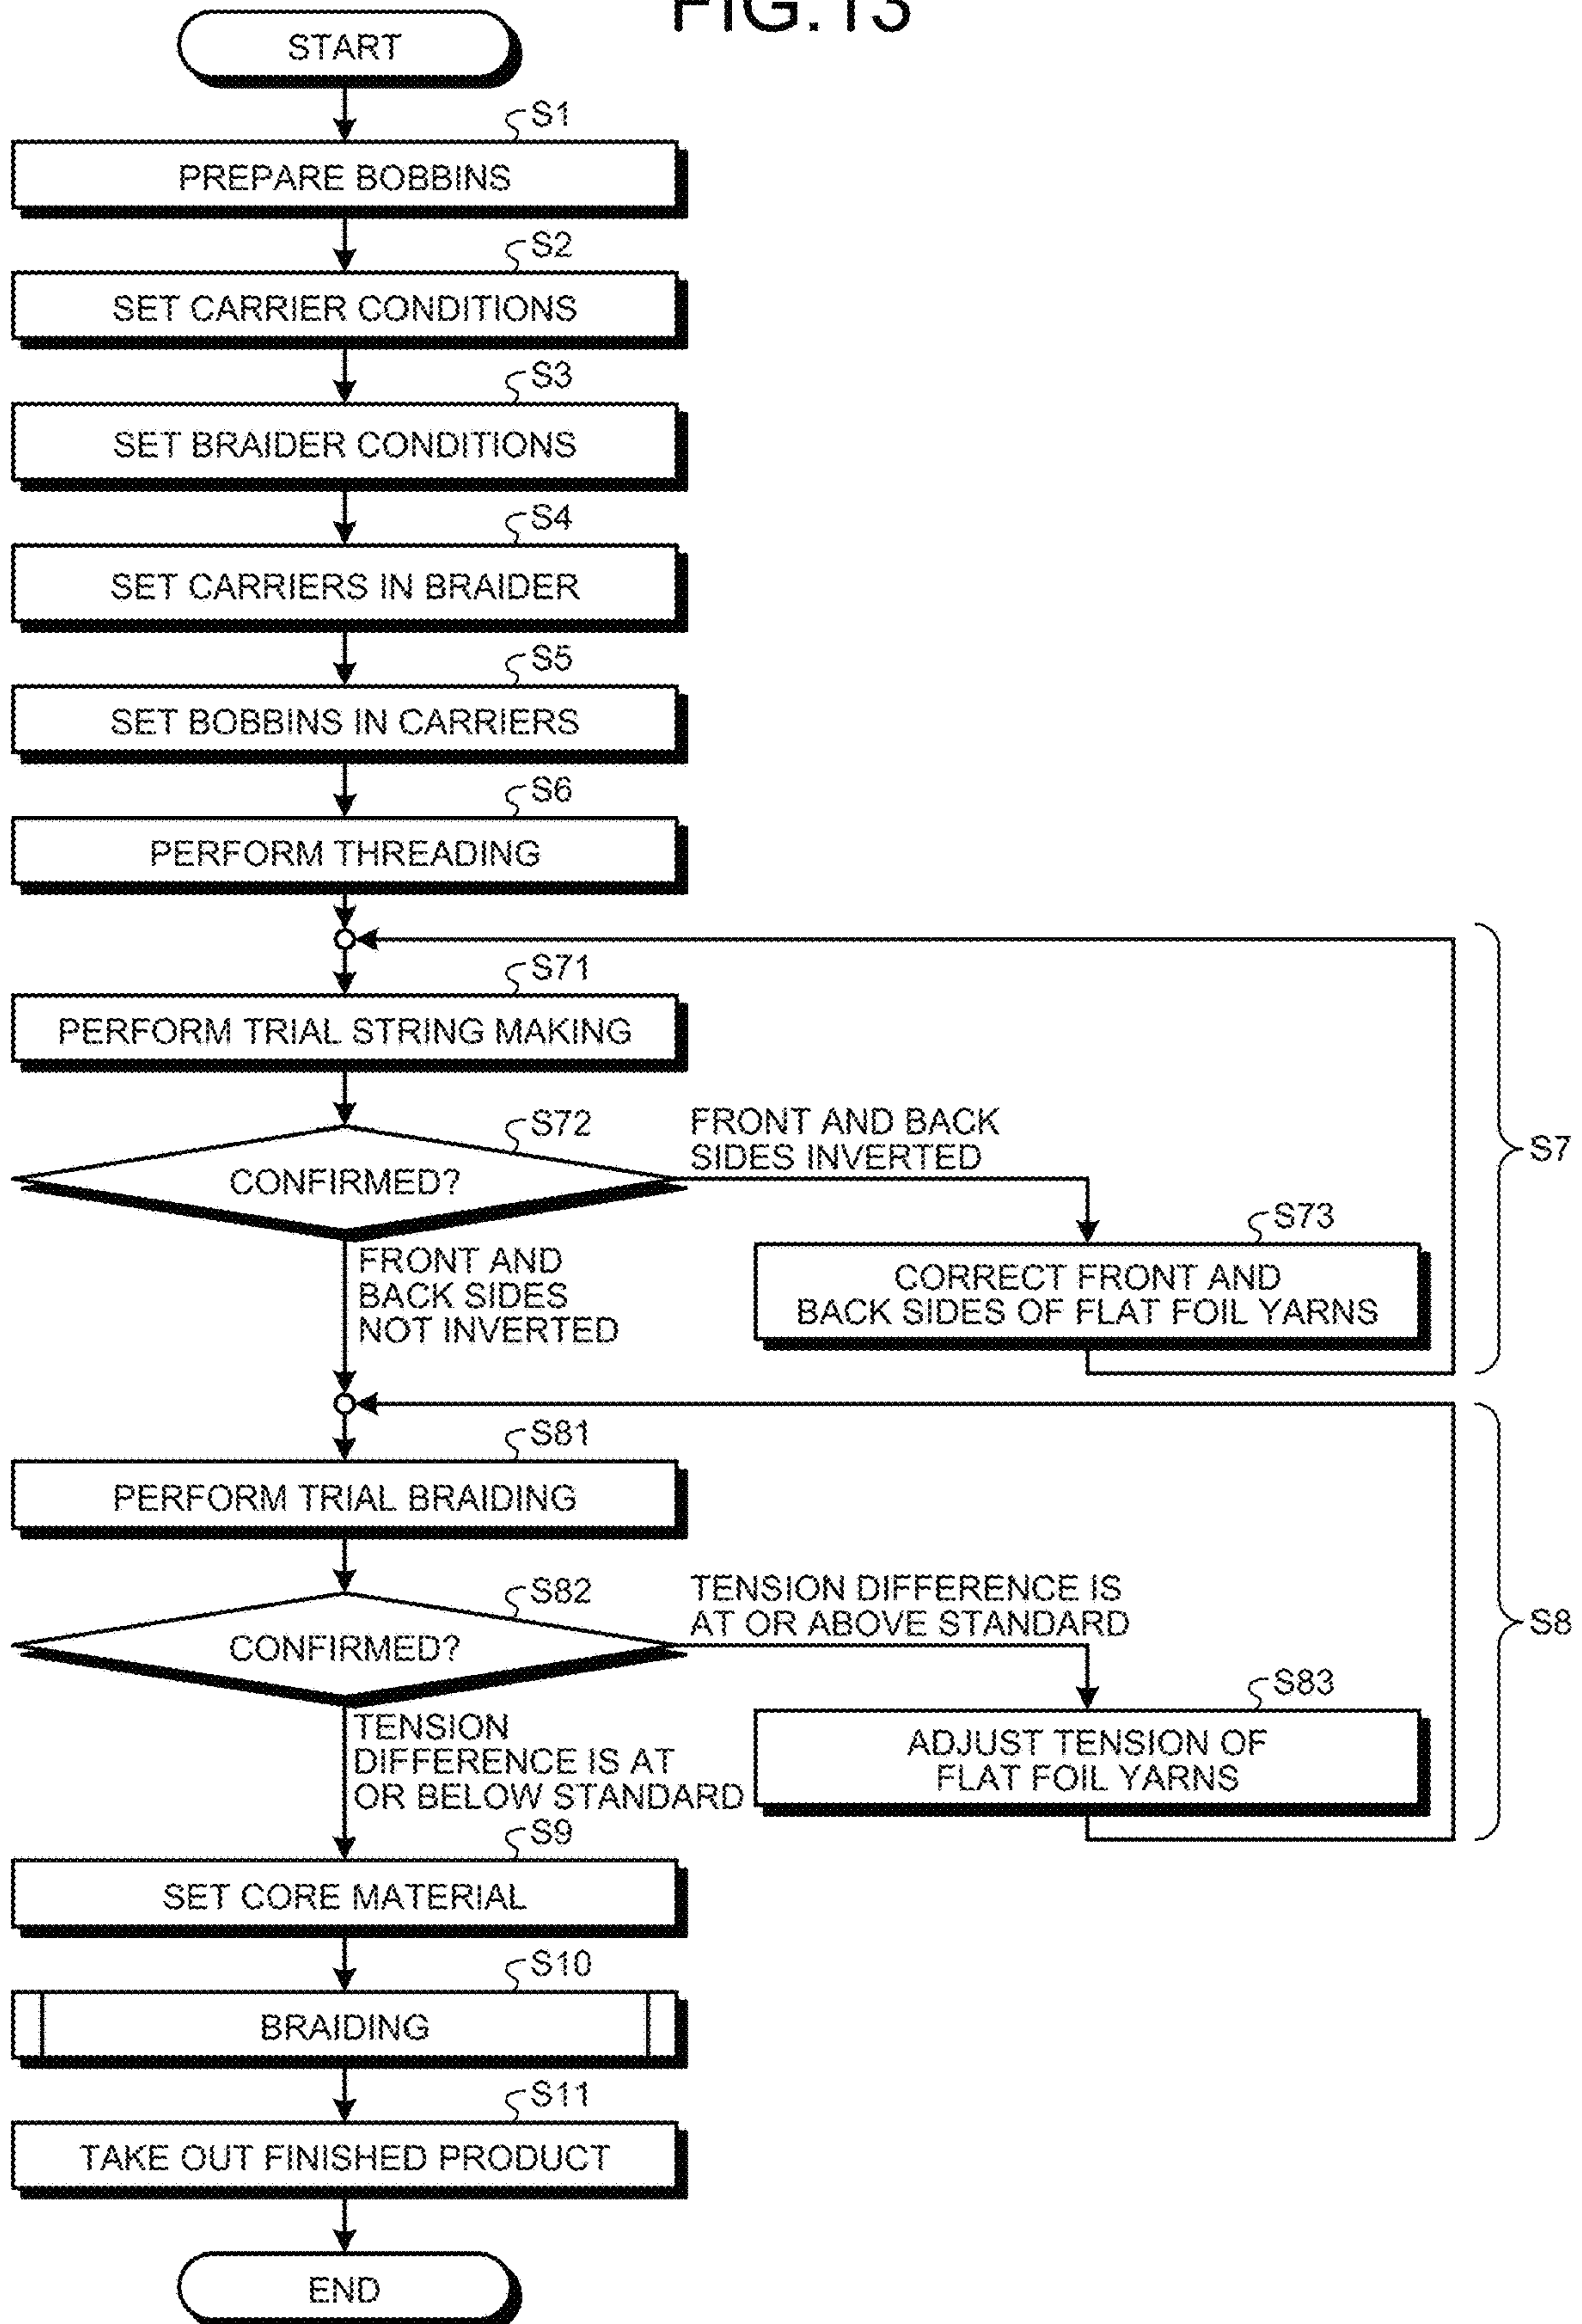 FIG.13
START
S1
PREPARE BOBBINS
S2
SET CARRIER CONDITIONS
S3
SET BRAIDER CONDITIONS
S4
SET CARRIERS IN BRAIDER
S5
SET BOBBINS IN CARRIERS
S6
PERFORM THREADING
S71
PERFORM TRIAL STRING MAKING
S72
CONFIRMED?
FRONT AND BACK
SIDES INVERTED
S7
S73
CORRECT FRONT AND
BACK SIDES OF FLAT FOIL YARNS
FRONT AND
BACK SIDES
NOT INVERTED
S81
PERFORM TRIAL BRAIDING
S82
CONFIRMED?
TENSION DIFFERENCE IS
AT OR ABOVE STANDARD
S8
S83
ADJUST TENSION OF
FLAT FOIL YARNS
TENSION
DIFFERENCE IS AT
OR BELOW STANDARD
S9
SET CORE MATERIAL
S10
BRAIDING
S11
TAKE OUT FINISHED PRODUCT
END